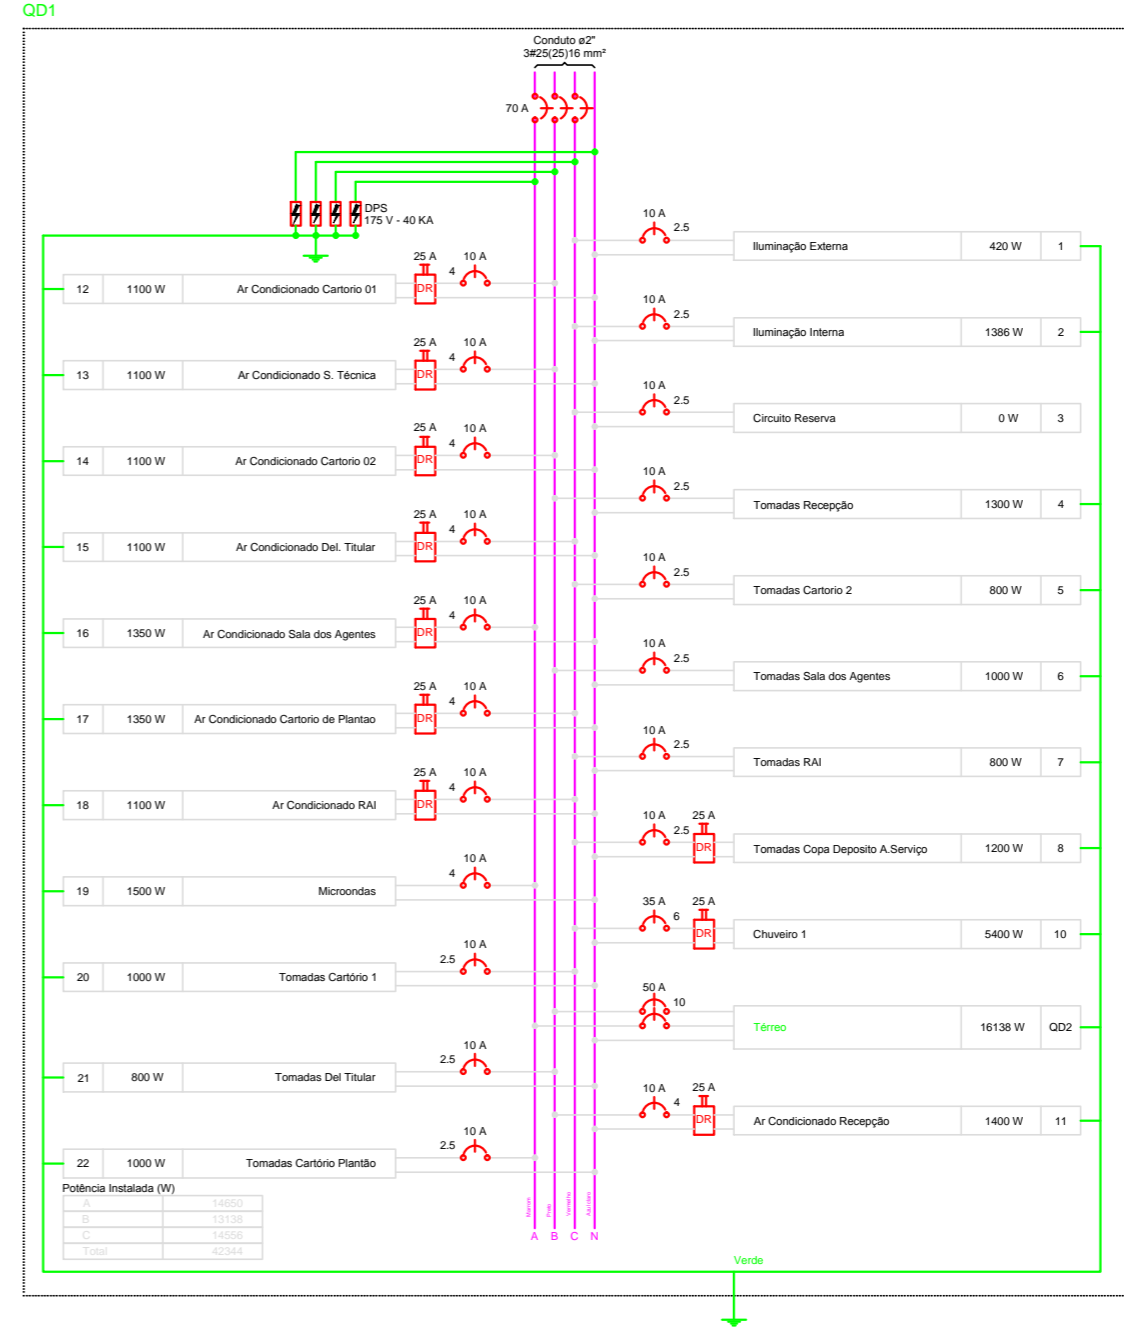 QD1
Conduto ø2"
3#25(25)16 mm²
70 A
DPS
175 V - 40 KA
10 A
2.5
Iluminação Externa 420 W 1
25 A 10 A
4
12 1100 W Ar Condicionado Cartorio 01 DR
10 A
2.5
Iluminação Interna 1386 W 2
25 A 10 A
4
13 1100 W Ar Condicionado S. Técnica DR
10 A
2.5
Circuito Reserva 0 W 3
25 A 10 A
4
14 1100 W Ar Condicionado Cartorio 02 DR
10 A
2.5
Tomadas Recepção 1300 W 4
25 A 10 A
4
15 1100 W Ar Condicionado Del. Titular DR
10 A
2.5
Tomadas Cartorio 2 800 W 5
25 A 10 A
4
16 1350 W Ar Condicionado Sala dos Agentes DR
10 A
2.5
Tomadas Sala dos Agentes 1000 W 6
25 A 10 A
4
17 1350 W Ar Condicionado Cartorio de Plantao DR
10 A
2.5
Tomadas RAI 800 W 7
25 A 10 A
4
18 1100 W Ar Condicionado RAI DR
10 A 25 A
2.5
DR Tomadas Copa Deposito A.Serviço 1200 W 8
10 A
4
19 1500 W Microondas
35 A 25 A
6
DR Chuveiro 1 5400 W 10
10 A
2.5
20 1000 W Tomadas Cartório 1
50 A
10
Térreo 16138 W QD2
10 A
2.5
21 800 W Tomadas Del Titular
10 A 25 A
4
DR Ar Condicionado Recepção 1400 W 11
10 A
2.5
22 1000 W Tomadas Cartório Plantão
Potência Instalada (W)
A 14650
B 13138
C 14556
Total 42344
Marrom
Preto
Vermelho
Azul claro
A B C N
Verde